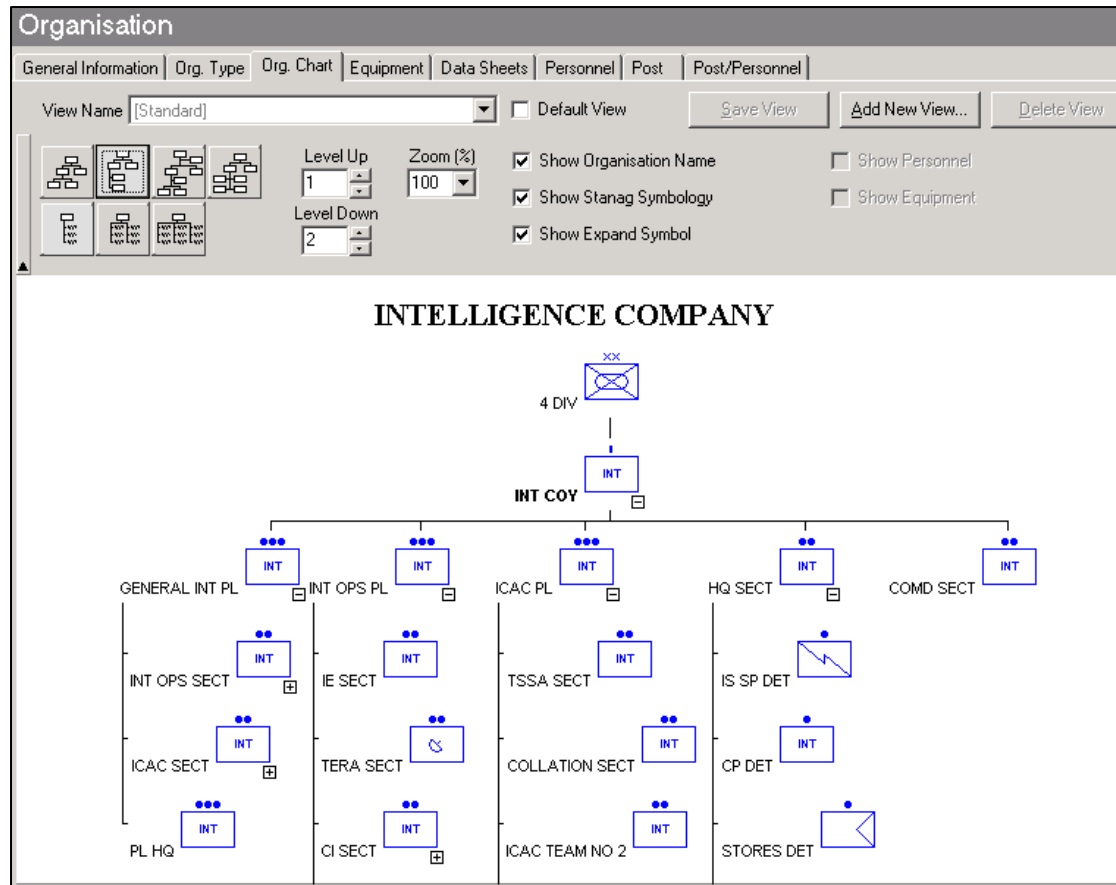 Organisation
General Information Org. Type Org. Chart Equipment Data Sheets Personnel Post Post/Personnel
View Name [Standard] Default View Save View Add New View... Delete View
Level Up Zoom (%) Show Organisation Name Show Personnel
1 100 Show Stanag Symbology Show Equipment
Level Down
2 Show Expand Symbol
INTELLIGENCE COMPANY
XX
4 DIV
INT
INT COY
INT INT INT INT INT
GENERAL INT PL INT OPS PL ICAC PL HQ SECT COMD SECT
INT INT INT
INT OPS SECT IE SECT TSSA SECT IS SP DET
INT INT INT
ICAC SECT TERA SECT COLLATION SECT CP DET
INT INT INT
PL HQ CI SECT ICAC TEAM NO 2 STORES DET